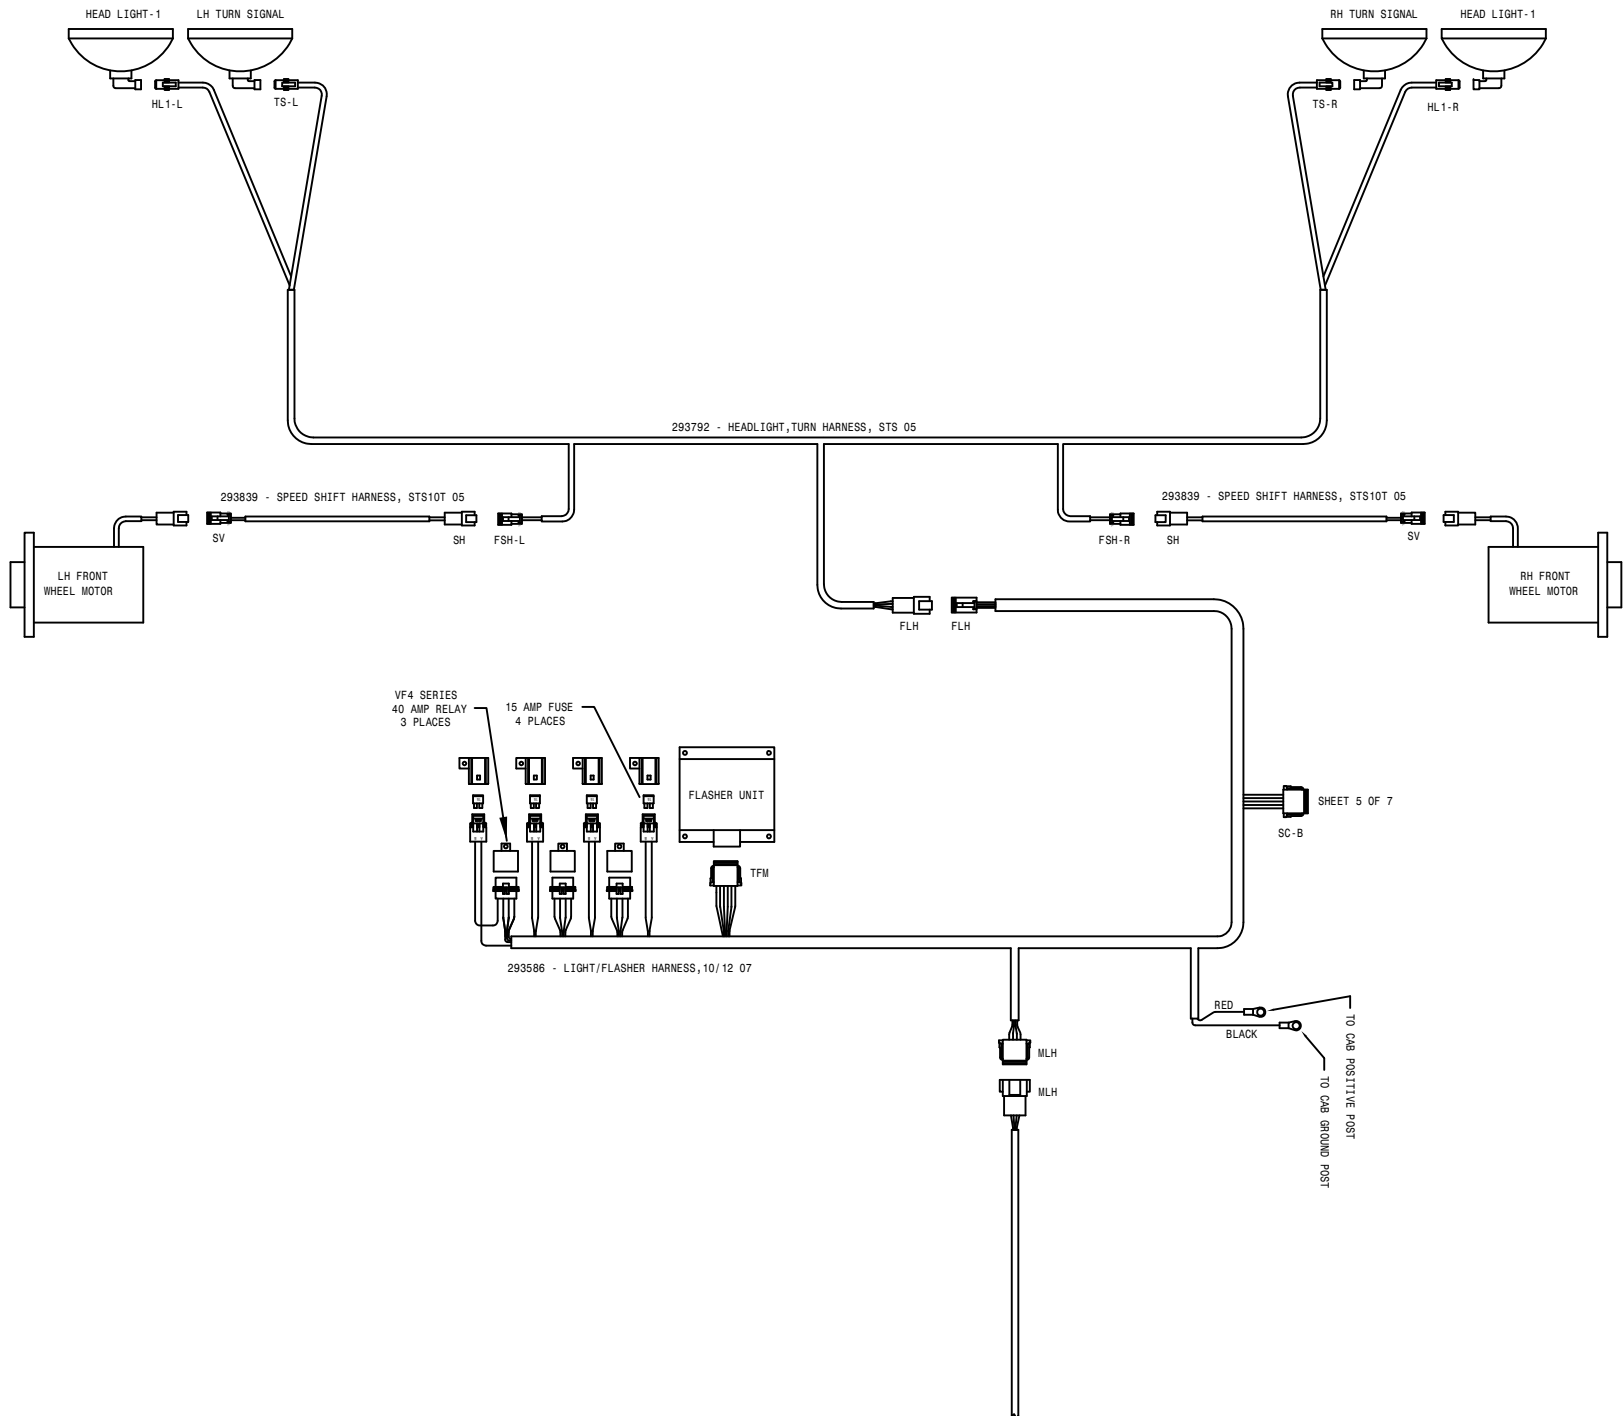 HEAD LIGHT-1
LH TURN SIGNAL
RH TURN SIGNAL
HEAD LIGHT-1
HL1-L
TS-L
TS-R
HL1-R
293792 - HEADLIGHT,TURN HARNESS, STS 05
293839 - SPEED SHIFT HARNESS, STS10T 05
293839 - SPEED SHIFT HARNESS, STS10T 05
SV
SH
FSH-L
FSH-R
SH
SV
LH FRONT
WHEEL MOTOR
RH FRONT
WHEEL MOTOR
FLH
FLH
VF4 SERIES
40 AMP RELAY
3 PLACES
15 AMP FUSE
4 PLACES
FLASHER UNIT
SHEET 5 OF 7
SC-B
TFM
293586 - LIGHT/FLASHER HARNESS,10/12 07
RED
BLACK
TO CAB POSITIVE POST
TO CAB GROUND POST
MLH
MLH